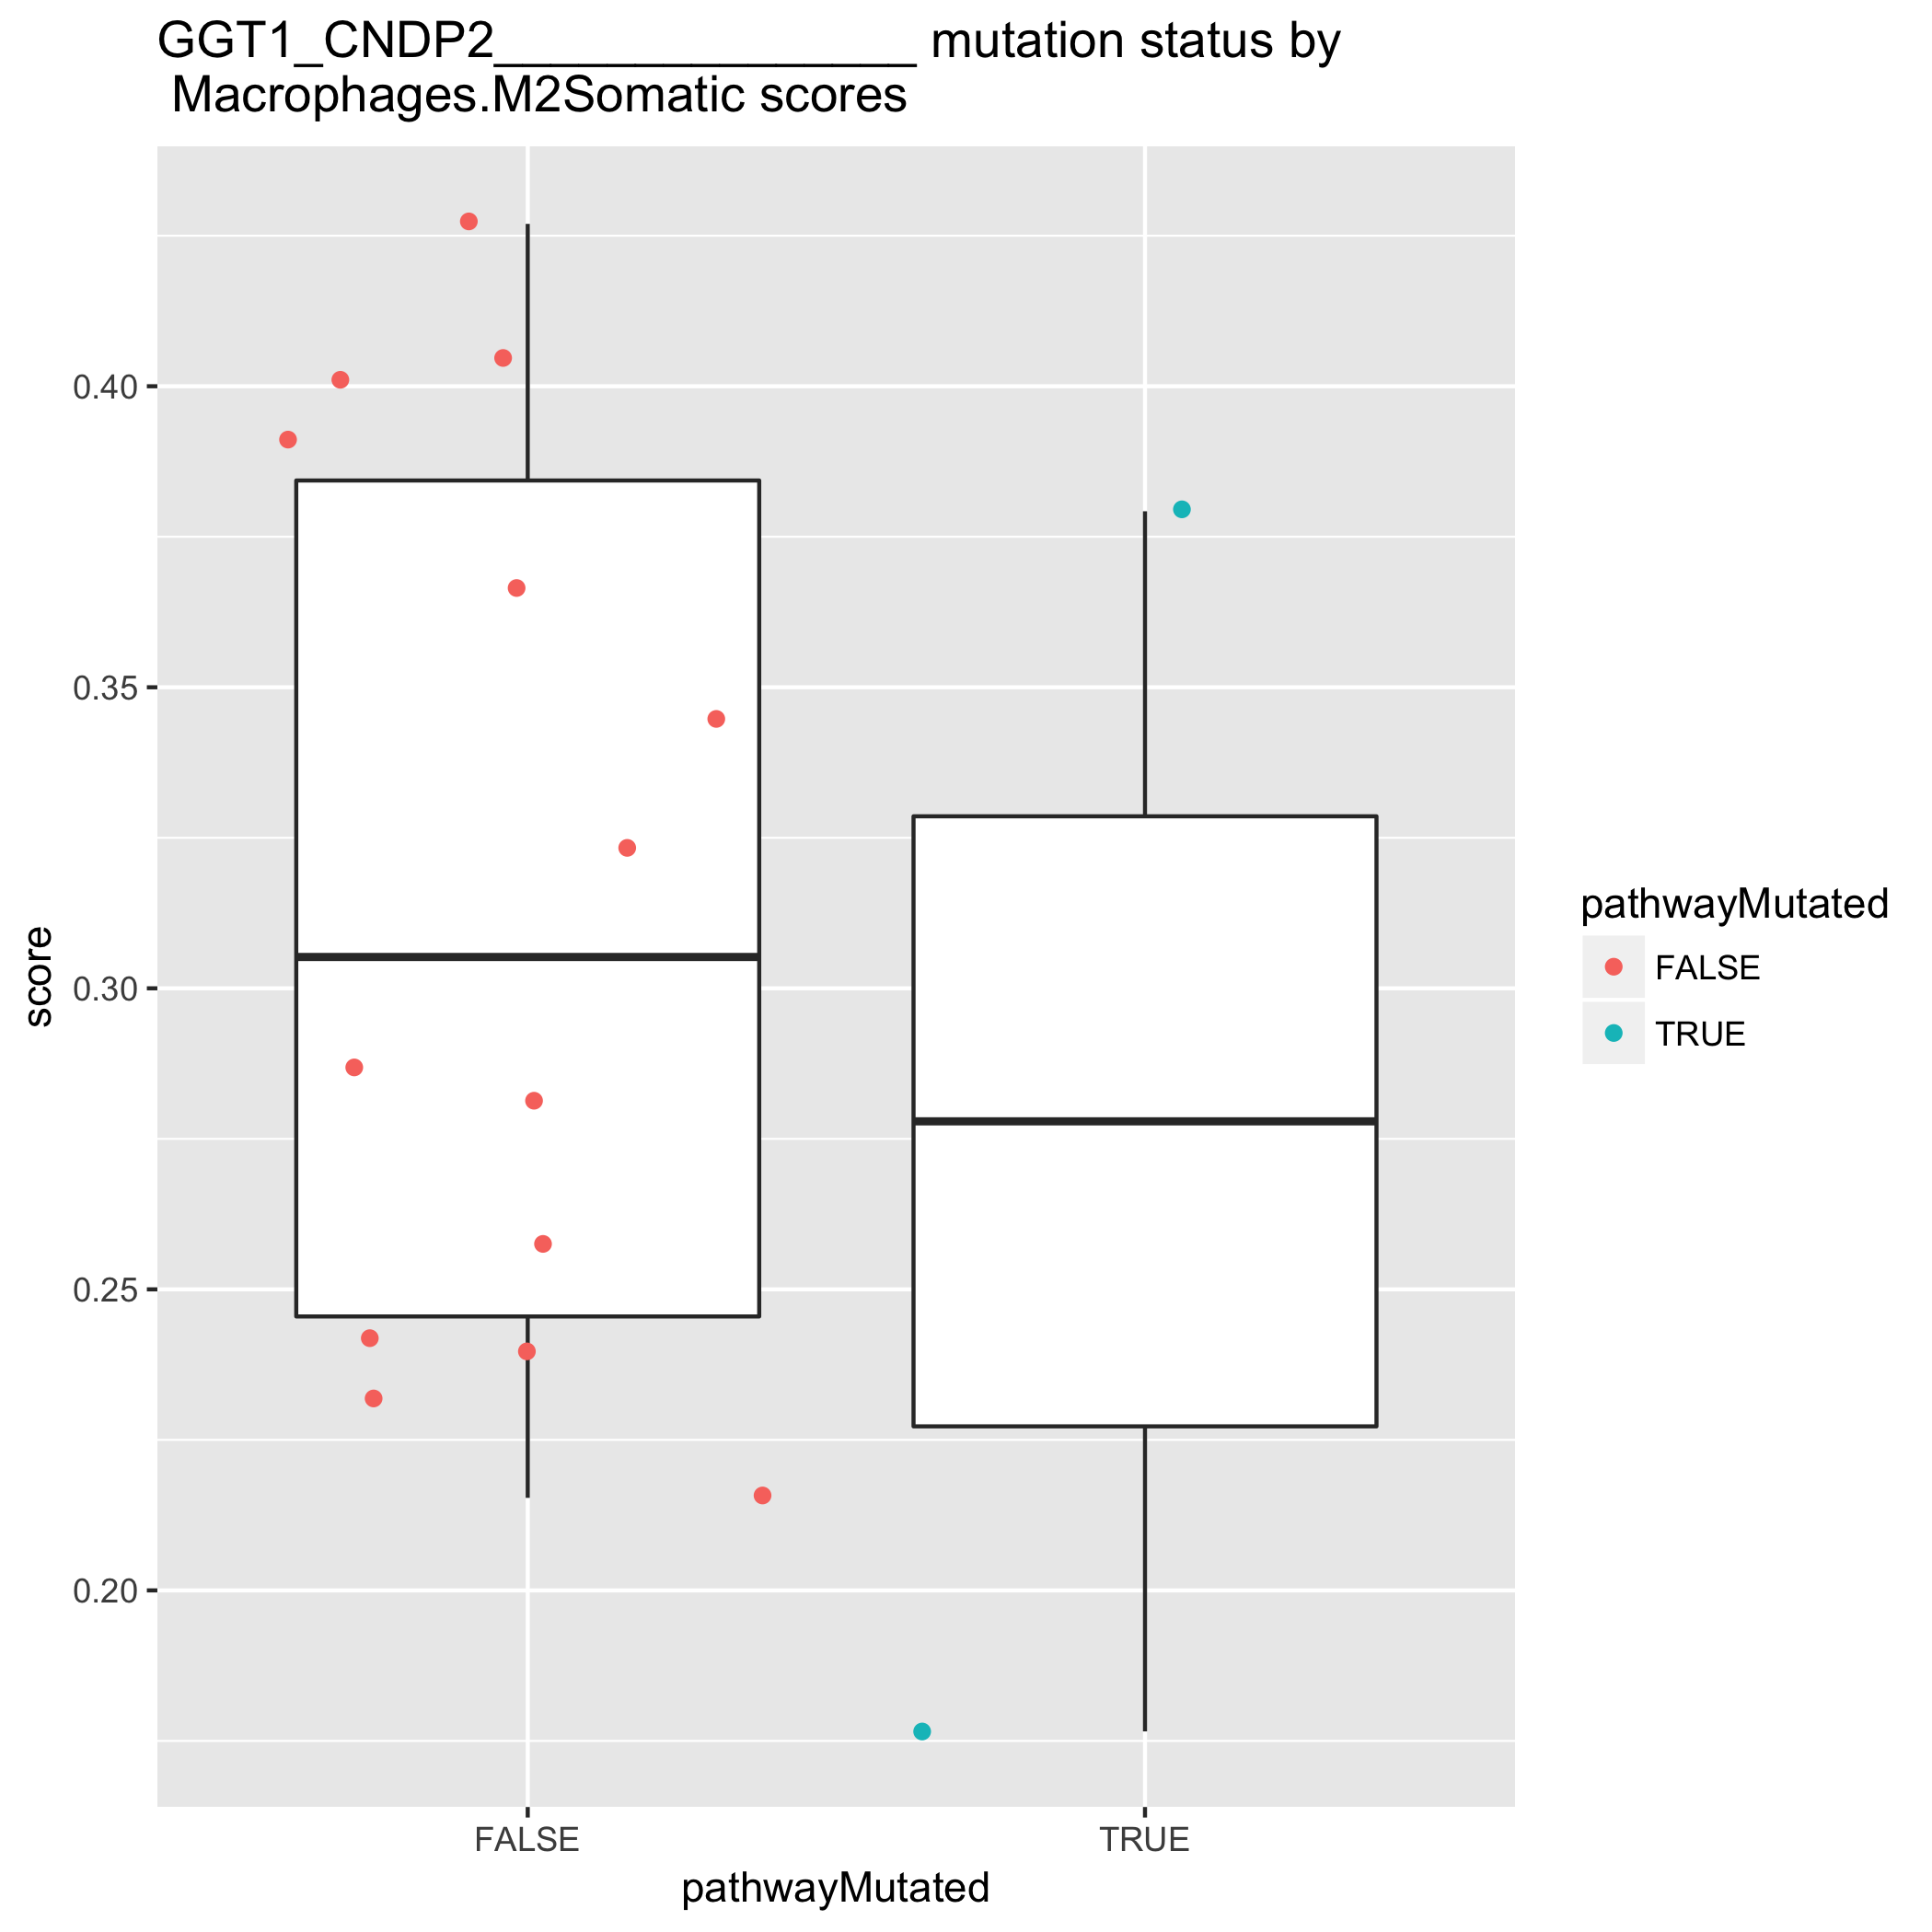 GGT1_CNDP2_______________ mutation status by
Macrophages.M2Somatic scores
score
0.40
0.35
0.30
0.25
0.20
FALSE
TRUE
pathwayMutated
pathwayMutated
FALSE
TRUE